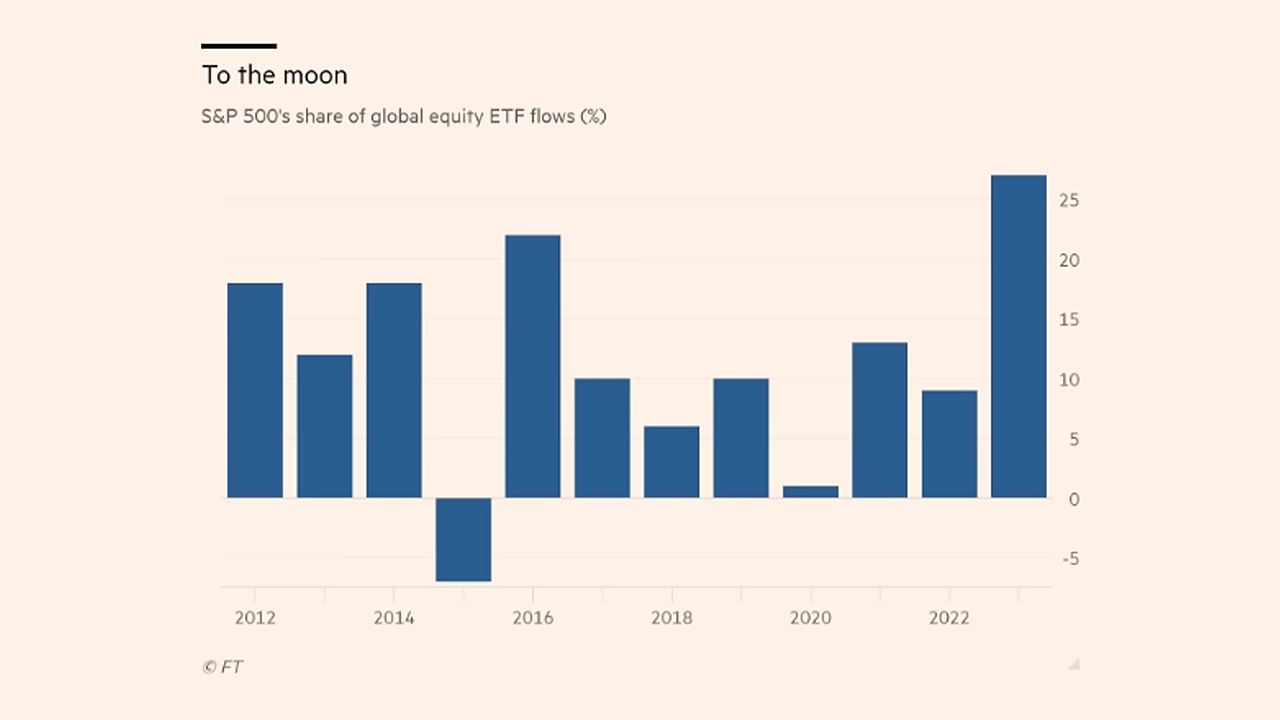 To the moon
S&P 500's share of global equity ETF flows (%)
25
20
15
10
5
0
-5
2012 2014 2016 2018 2020 2022
© FT